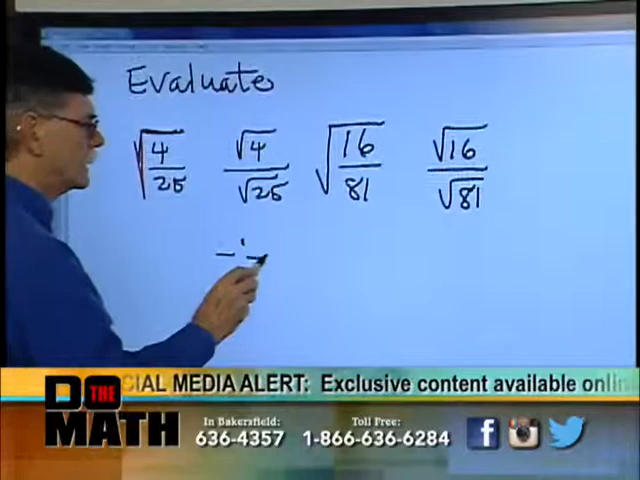 Evaluate
√4/25 √4/√25 √16/81 √16/√81
CIAL MEDIA ALERT: Exclusive content available onlin
DO THE MATH
In Bakersfield: 636-4357
Toll Free: 1-866-636-6284